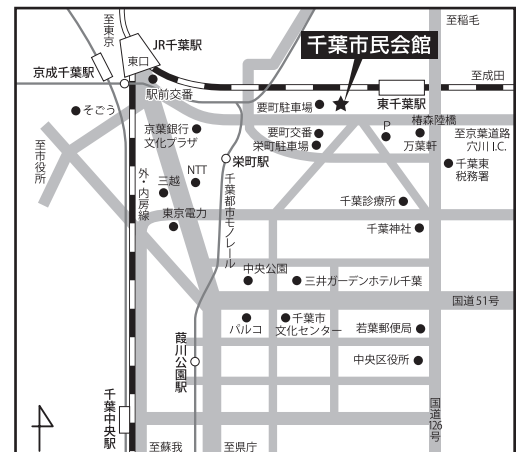 至東京
JR千葉駅
東口
京成千葉駅
千葉市民会館
至稲毛
至成田
駅前交番
そごう
要町駐車場
東千葉駅
椿森陸橋
P
万葉軒
至京葉道路
穴川I.C.
京葉銀行
文化プラザ
要町交番
栄町駐車場
千葉東
税務署
至市役所
栄町駅
NTT
三越
外・内房線
東京電力
千葉都市モノレール
千葉診療所
千葉神社
中央公園
三井ガーデンホテル千葉
国道51号
パルコ
千葉市
文化センター
若葉郵便局
葭川公園駅
中央区役所
千葉中央駅
国道126号
至蘇我
至県庁